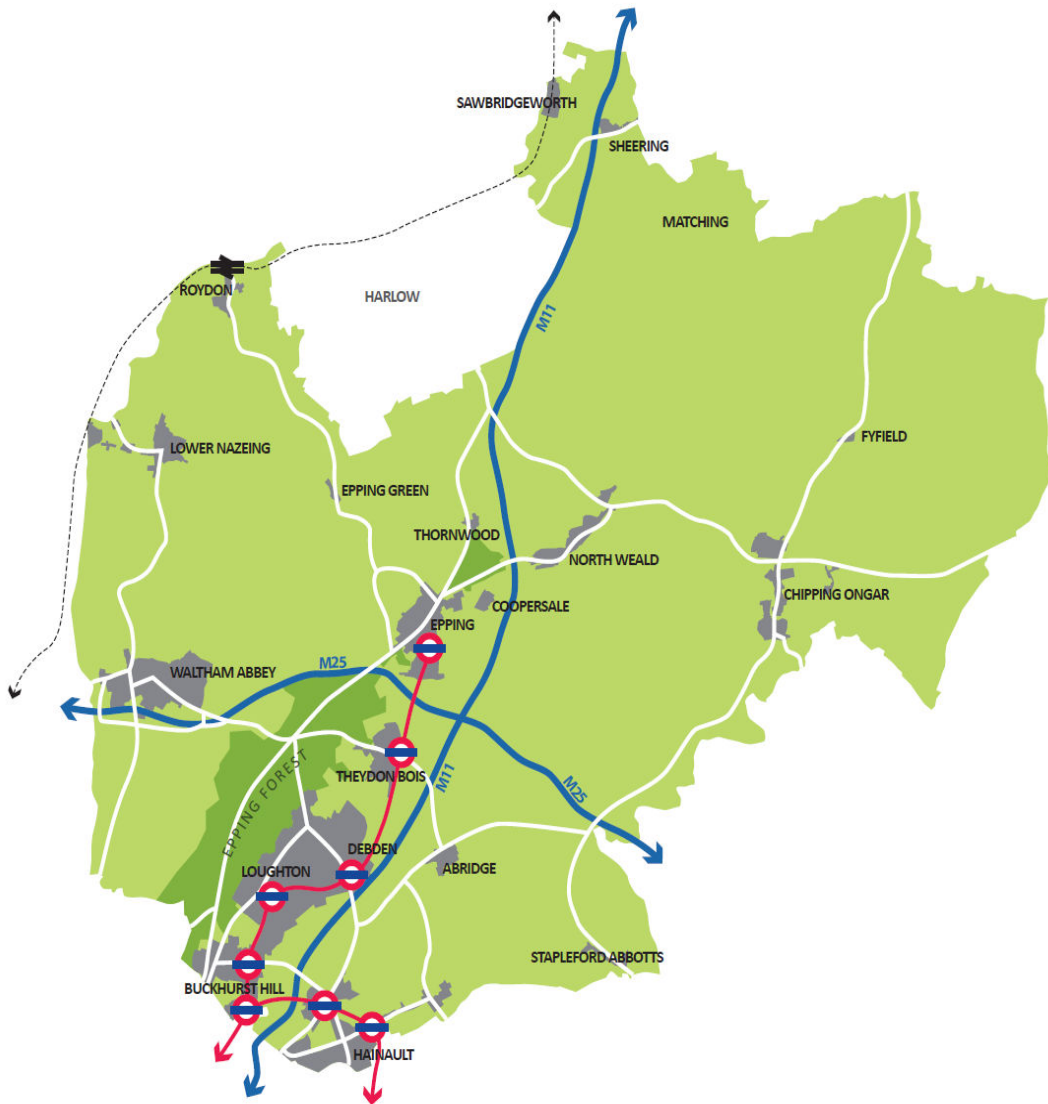 SAWBRIDGEWORTH
SHEERING
MATCHING
ROYDON
HARLOW
M11
LOWER NAZEING
FYFIELD
EPPING GREEN
THORNWOOD
NORTH WEALD
CHIPPING ONGAR
COOPERSALE
EPPING
WALTHAM ABBEY
M25
THEYDON BOIS
M11
M25
EPPING FOREST
DEBDEN
LOUGHTON
ABRIDGE
STAPLEFORD ABBOTTS
BUCKHURST HILL
HAINAULT